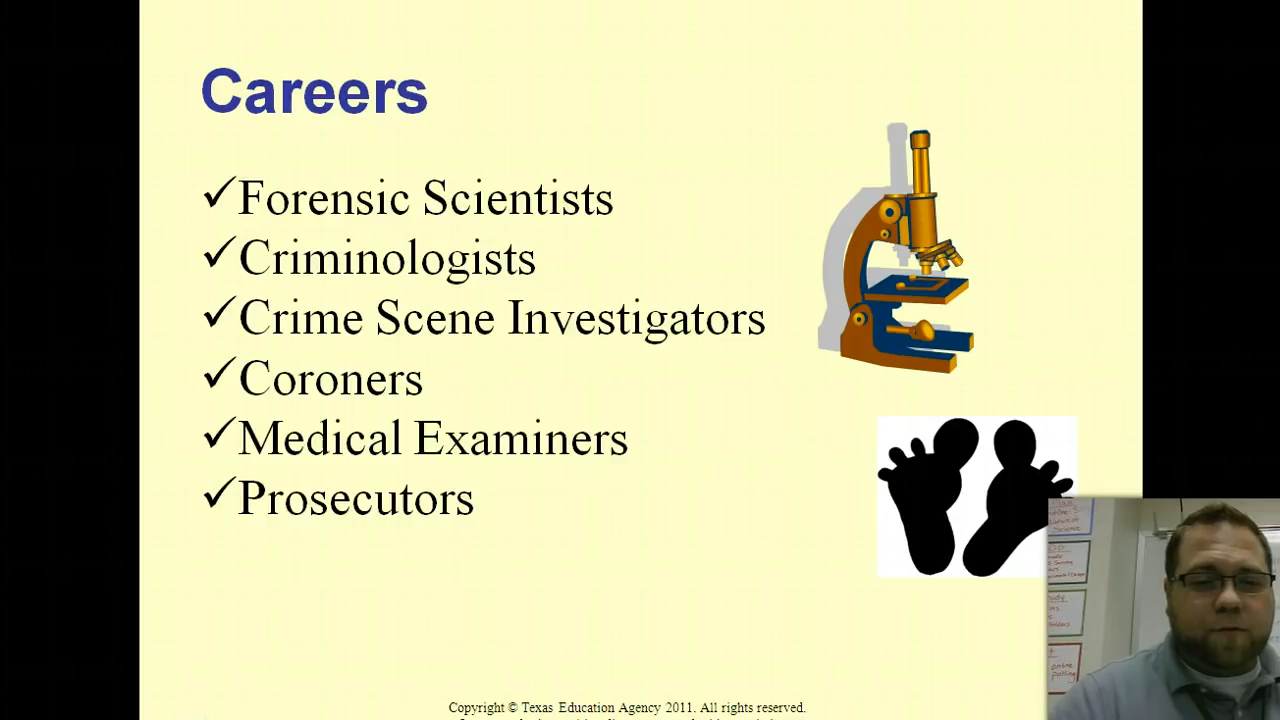 Careers
✓Forensic Scientists
✓Criminologists
✓Crime Scene Investigators
✓Coroners
✓Medical Examiners
✓Prosecutors
Science
Copyright © Texas Education Agency 2011. All rights reserved.